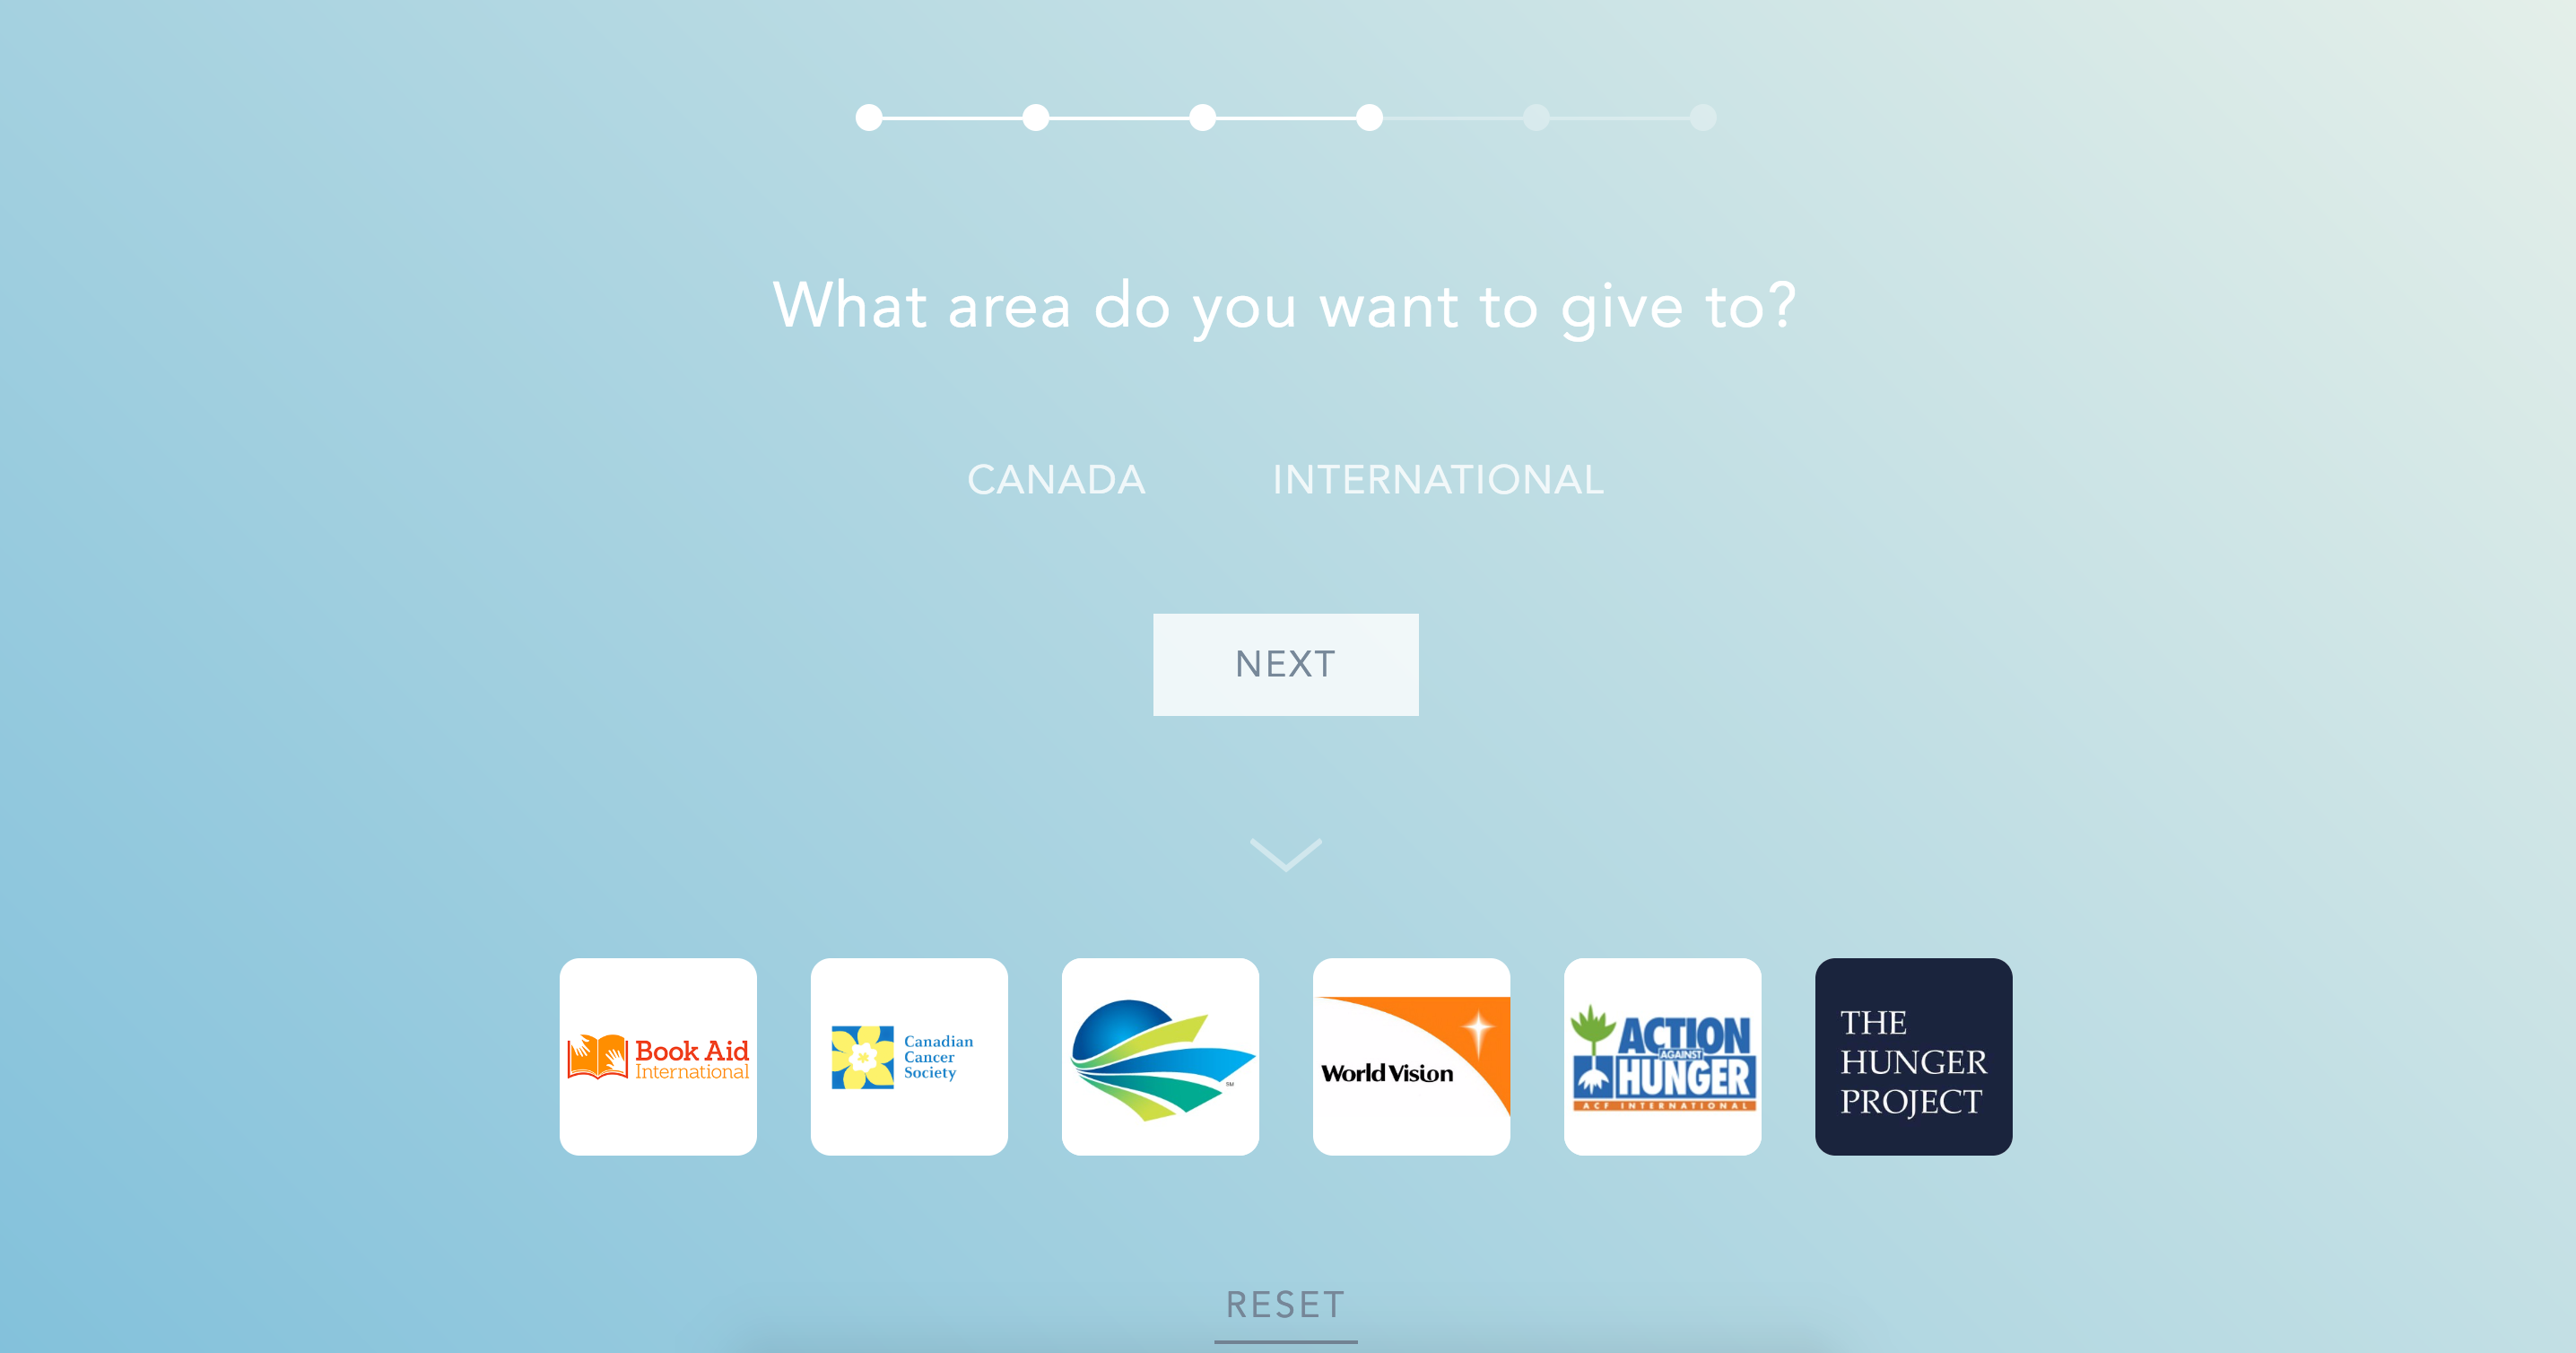 What area do you want to give to?
CANADA
INTERNATIONAL
NEXT
Book Aid
International
Canadian
Cancer
Society
SM
World Vision
ACTION
AGAINST
HUNGER
ACF INTERNATIONAL
THE
HUNGER
PROJECT
RESET